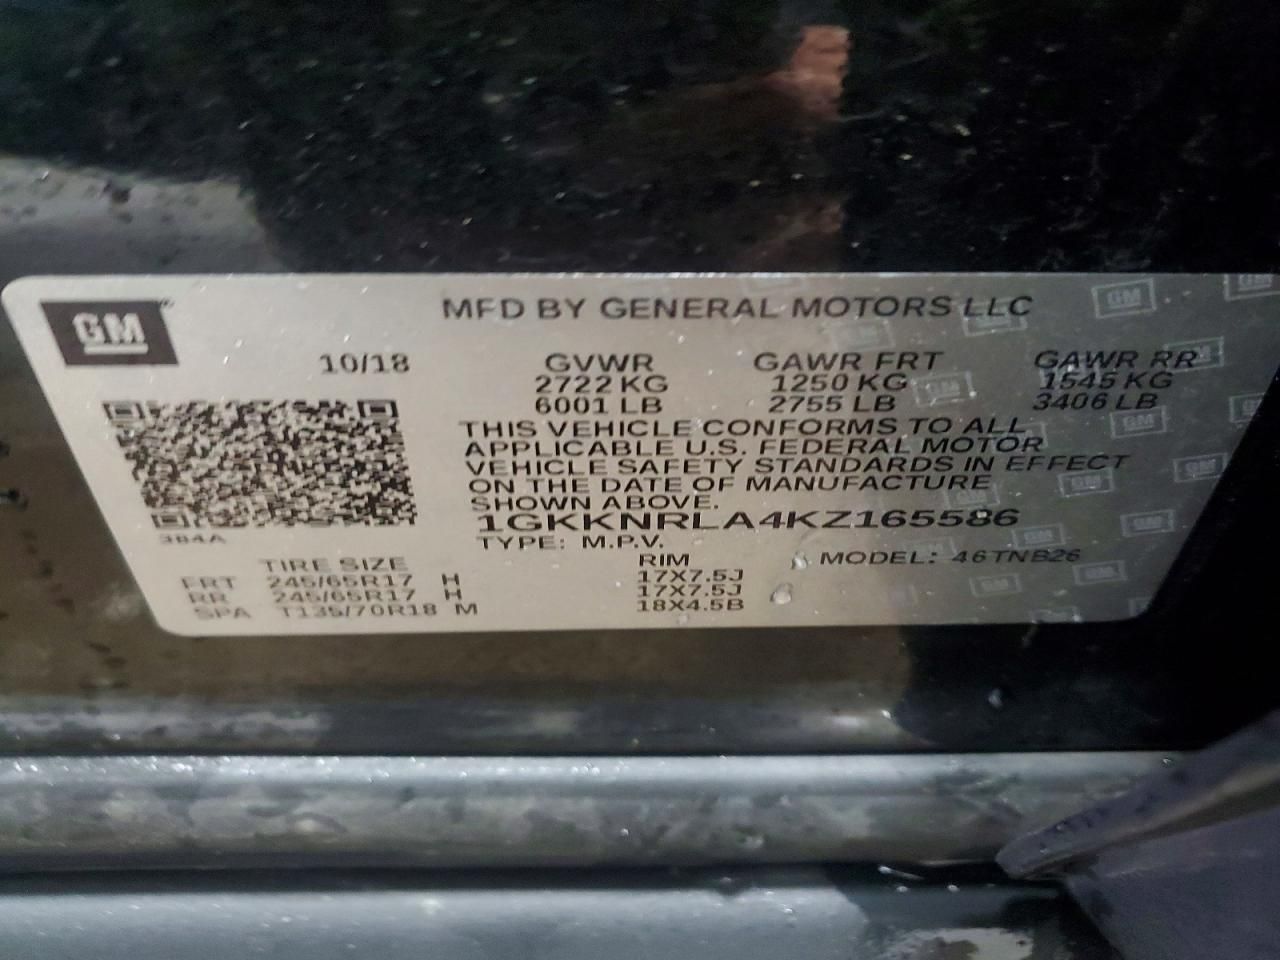 GM
MFD BY GENERAL MOTORS LLC
10/18 GVWR GAWR FRT GAWR RR
2722 KG 1250 KG 1545 KG
6001 LB 2755 LB 3406 LB
THIS VEHICLE CONFORMS TO ALL
APPLICABLE U.S. FEDERAL MOTOR
VEHICLE SAFETY STANDARDS IN EFFECT
ON THE DATE OF MANUFACTURE
SHOWN ABOVE.
1GKKNRLA4KZ165586
384A
TYPE: M.P.V.
TIRE SIZE RIM MODEL: 46TNB26
FRT 245/65R17 H 17X7.5J
RR 245/65R17 H 17X7.5J
SPA T135/70R18 M 18X4.5B